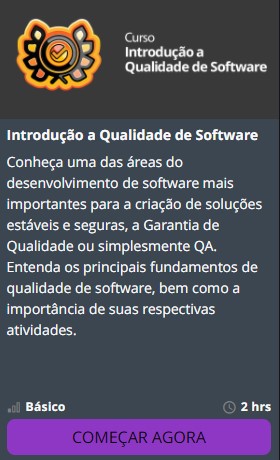 Curso
Introdução a
Qualidade de Software
Introdução a Qualidade de Software
Conheça uma das áreas do
desenvolvimento de software mais
importantes para a criação de soluções
estáveis e seguras, a Garantia de
Qualidade ou simplesmente QA.
Entenda os principais fundamentos de
qualidade de software, bem como a
importância de suas respectivas
atividades.
Básico
2 hrs
COMEÇAR AGORA